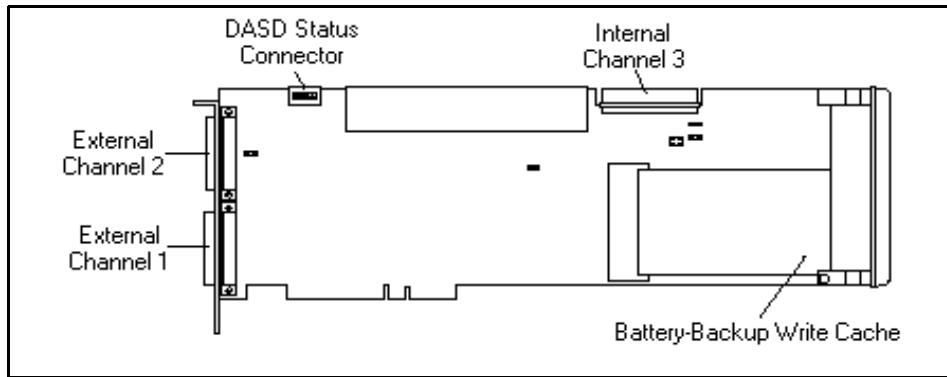 DASD Status
Connector
Internal
Channel 3
External
Channel 2
External
Channel 1
Battery-Backup Write Cache